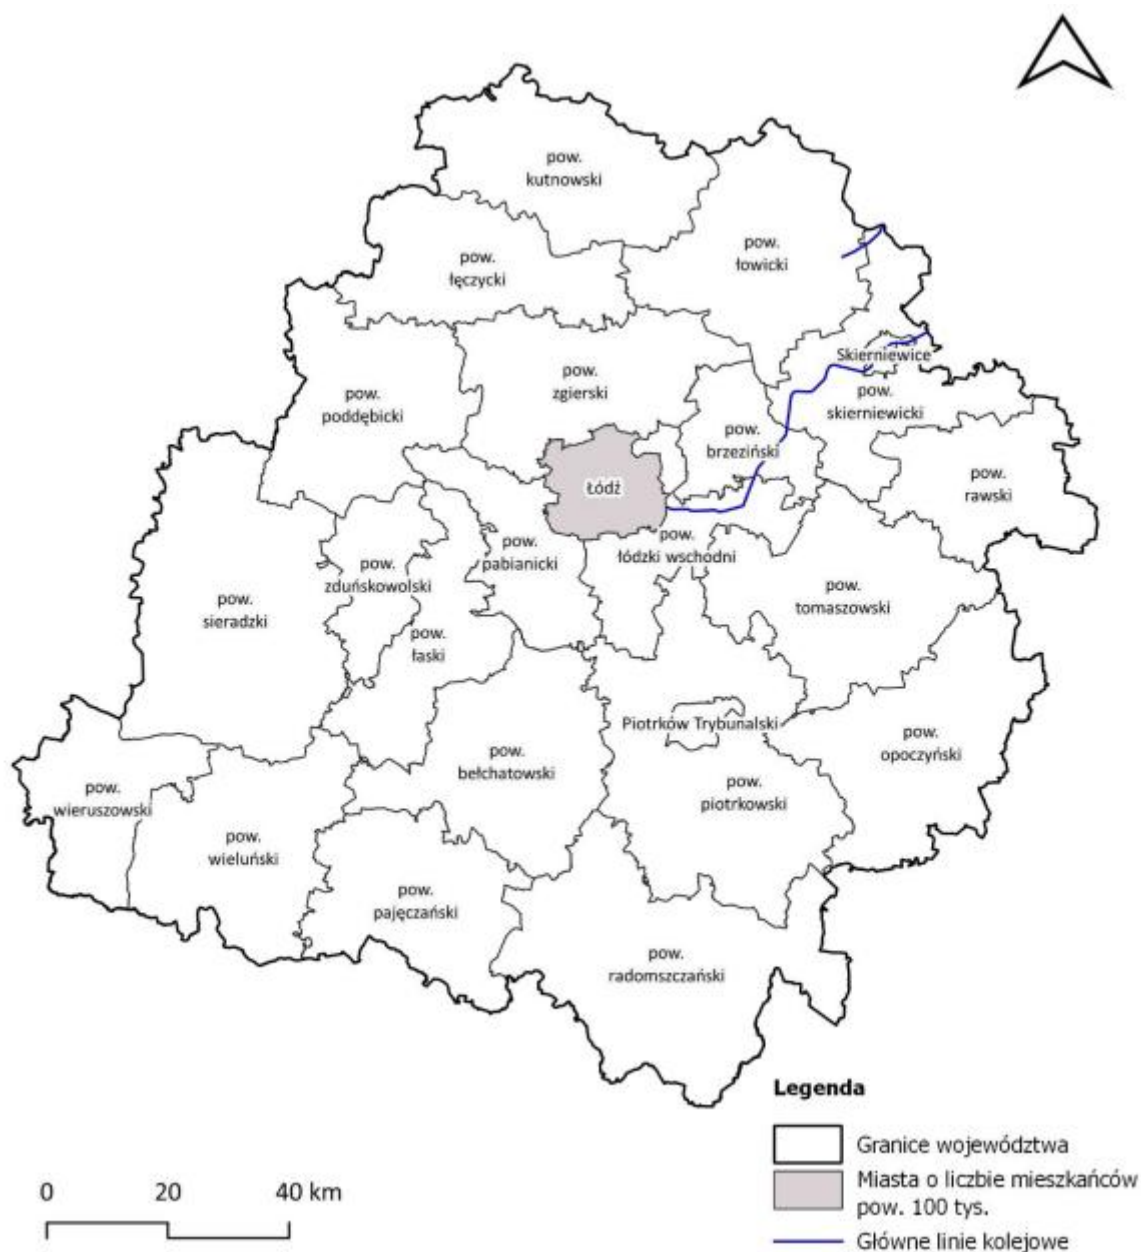 pow.
kutnowski
pow.
łowicki
pow.
łęczycki
Skierniewice
pow.
zgierski
pow.
skierniewicki
pow.
poddębicki
pow.
brzeziński
pow.
rawski
Łódź
pow.
łódzki wschodni
pow.
pabianicki
pow.
zduńskowolski
pow.
tomaszowski
pow.
sieradzki
pow.
łaski
Piotrków Trybunalski
pow.
opoczyński
pow.
bełchatowski
pow.
piotrkowski
pow.
wieruszowski
pow.
wieluński
pow.
pajęczański
pow.
radomszczański
Legenda
Granice województwa
Miasta o liczbie mieszkańców
pow. 100 tys.
Główne linie kolejowe
0 20 40 km